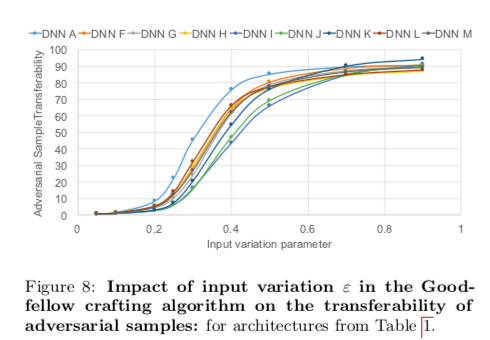 DNN A DNN F DNN G DNN H DNN I DNN J DNN K DNN L DNN M
Adversarial SampleTransferability
100
90
80
70
60
50
40
30
20
10
0
0 0.2 0.4 0.6 0.8 1
Input variation parameter
Figure 8: Impact of input variation ε in the Good-
fellow crafting algorithm on the transferability of
adversarial samples: for architectures from Table 1.